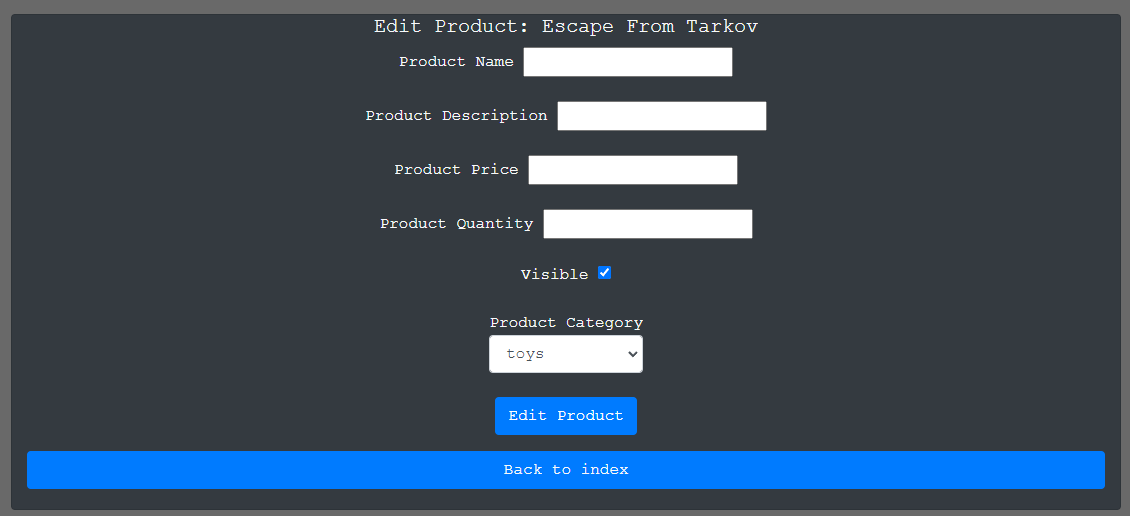 Edit Product: Escape From Tarkov
Product Name
Product Description
Product Price
Product Quantity
Visible
Product Category
toys
Edit Product
Back to index